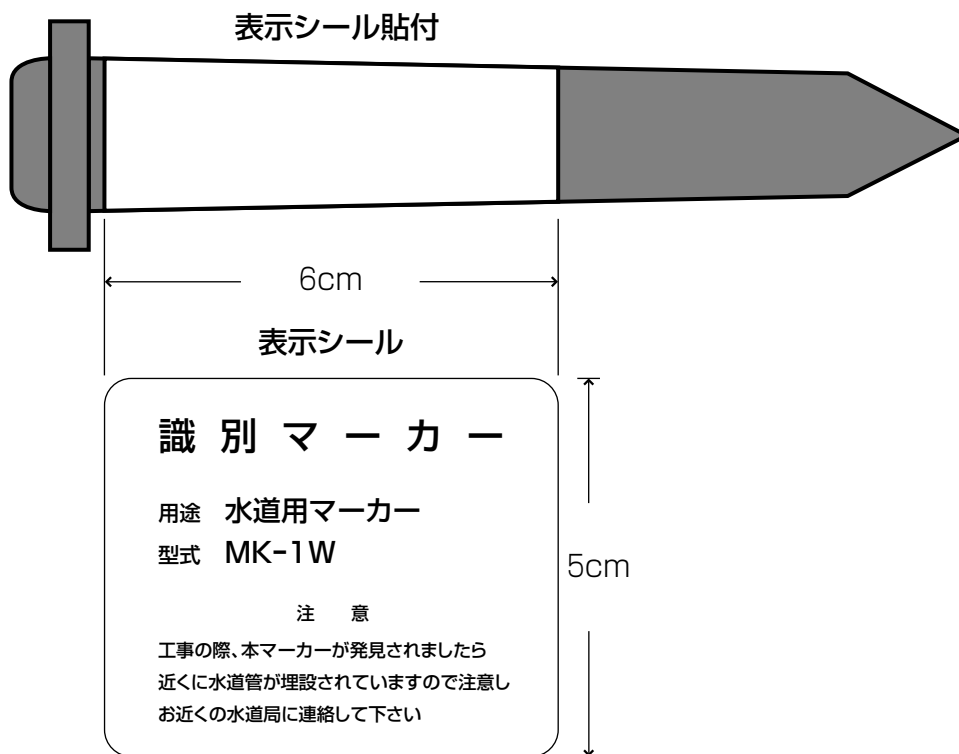 表示シール貼付
6cm
表示シール
識別マーカー
用途 水道用マーカー
型式 MK-1W
5cm
注 意
工事の際、本マーカーが発見されましたら
近くに水道管が埋設されていますので注意し
お近くの水道局に連絡して下さい